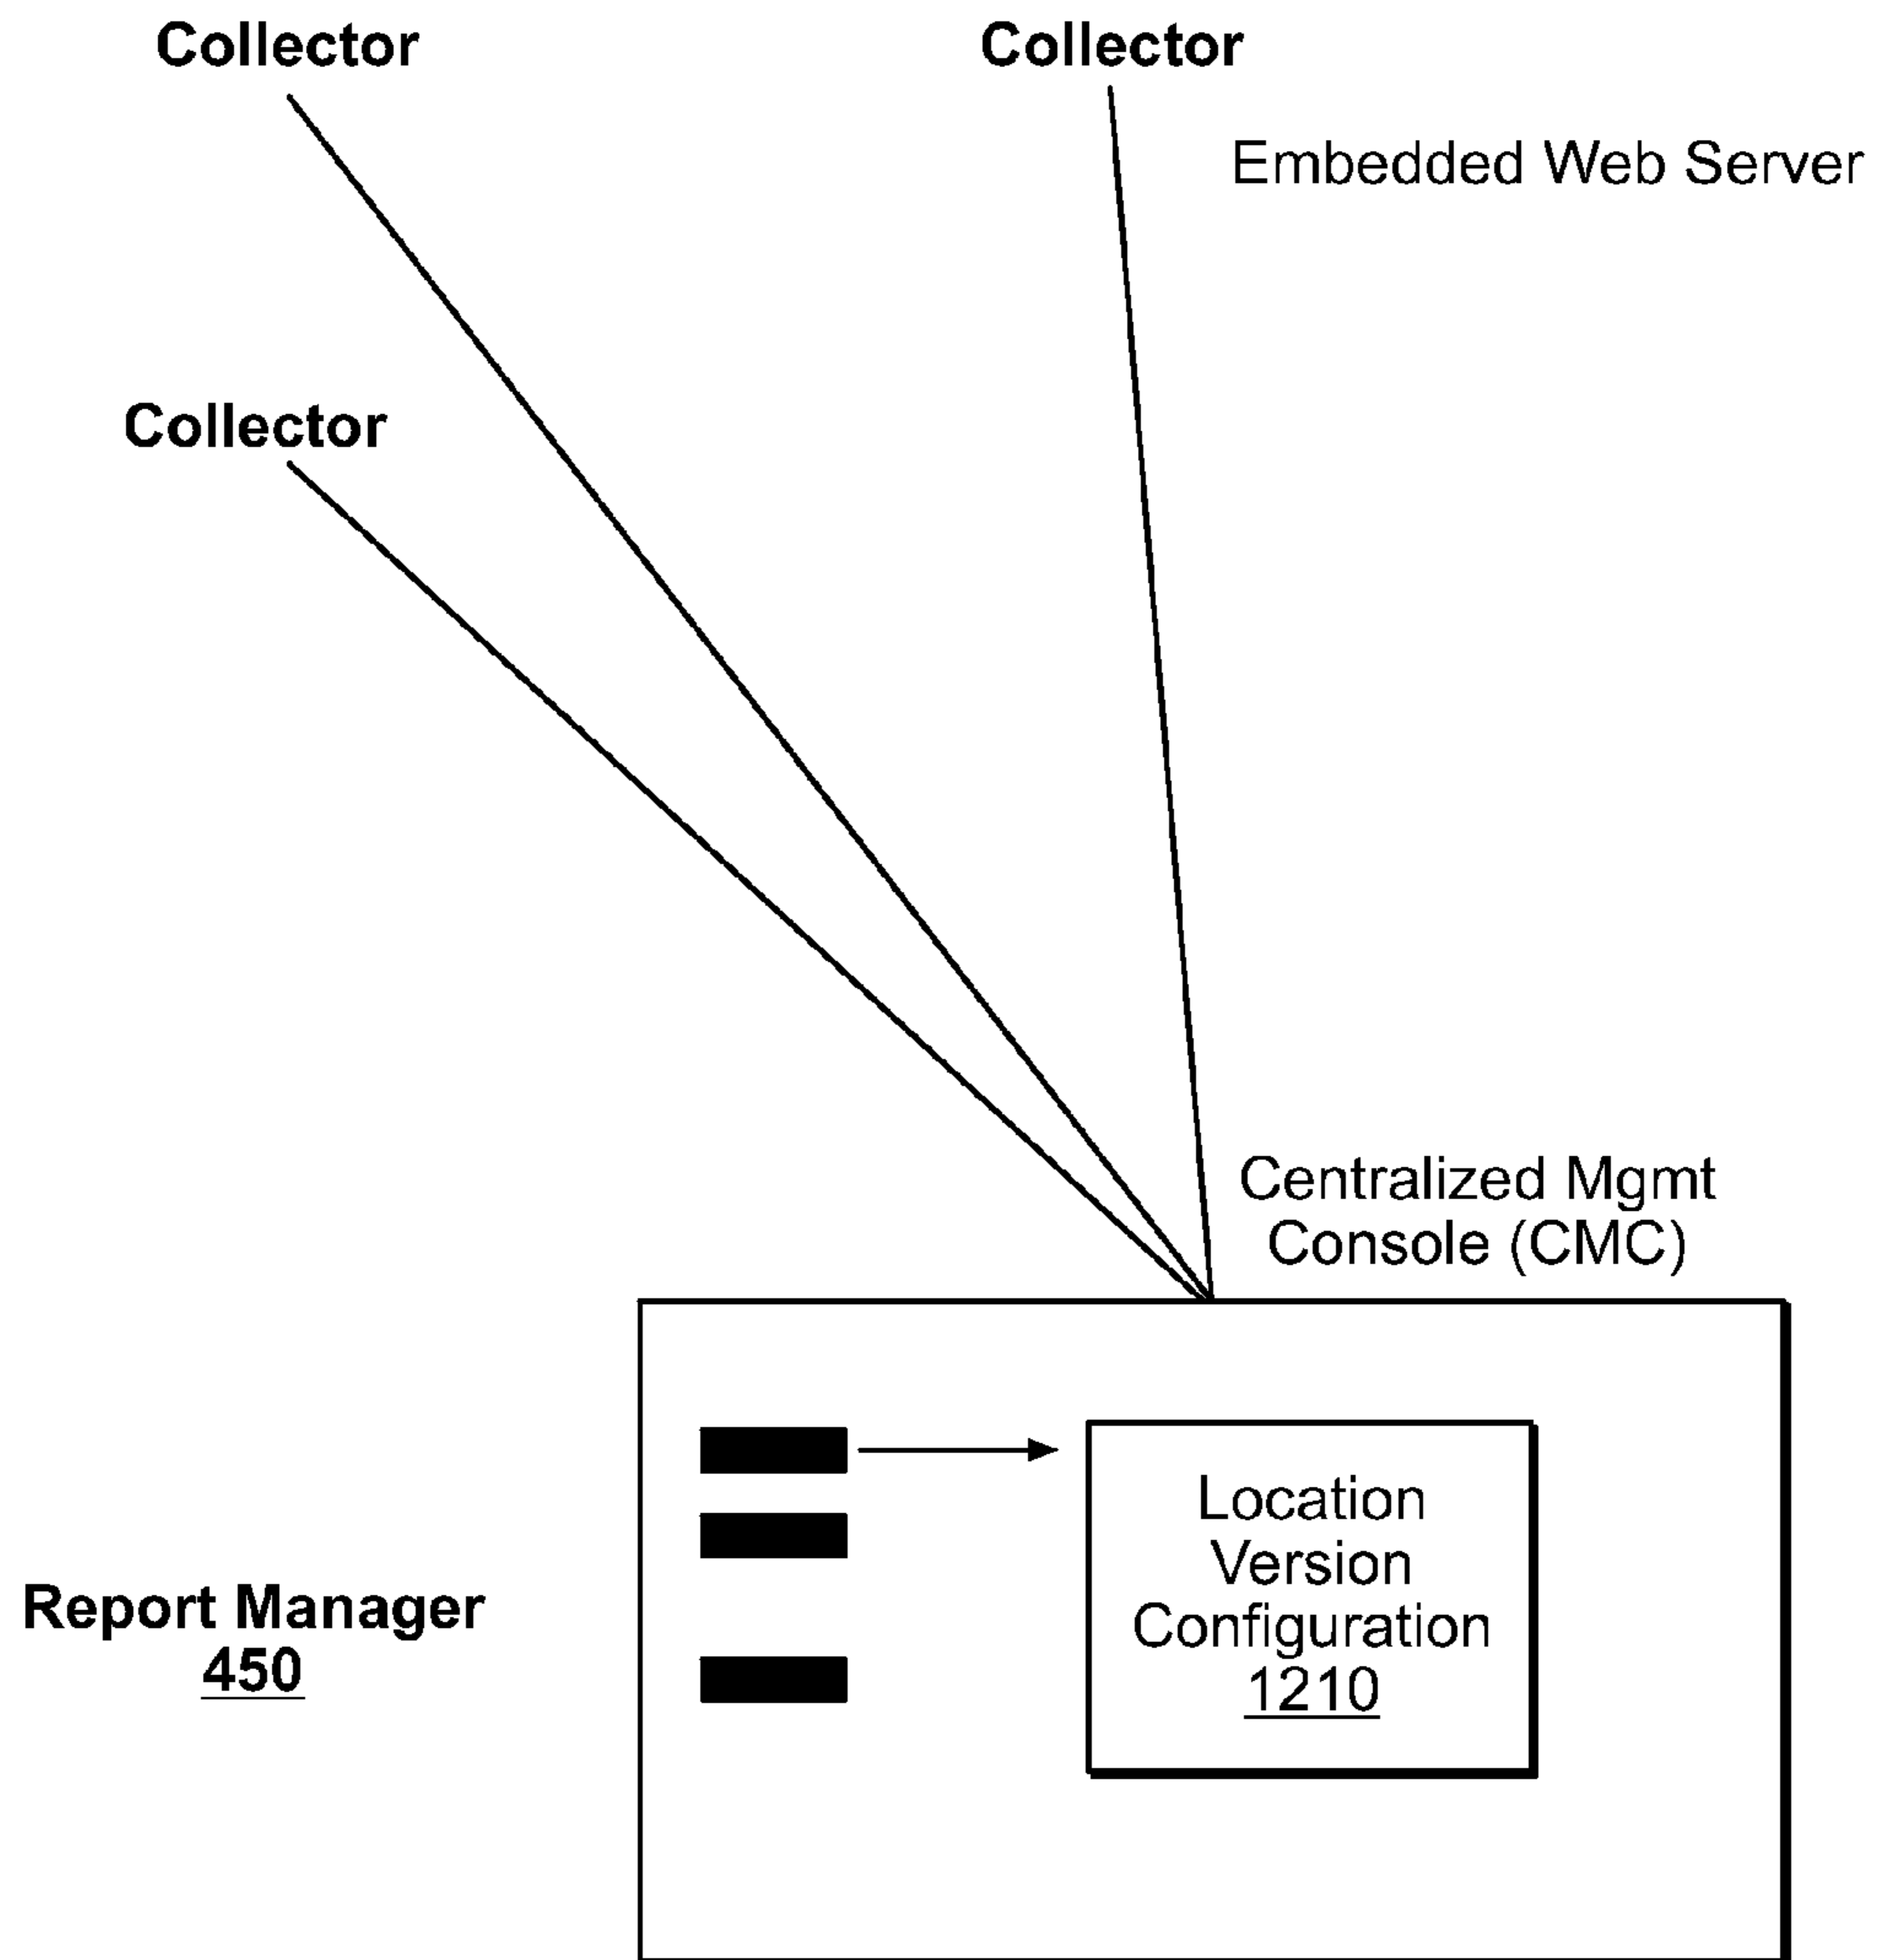 Collector
Collector
Embedded Web Server
Collector
Centralized Mgmt
Console (CMC)
Location
Version
Configuration
1210
Report Manager
450